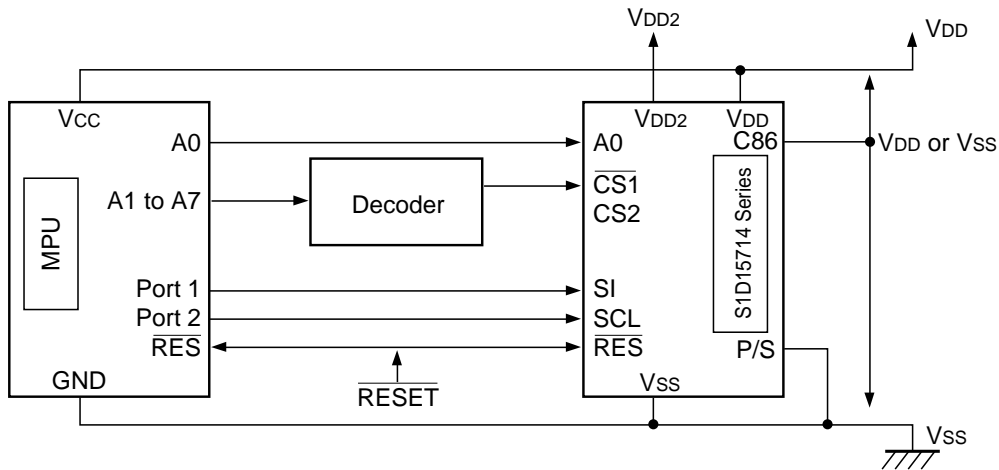 VDD2
VDD
VCC
VDD2
VDD
A0
A0
C86
VDD or VSS
CS1
A1 to A7
Decoder
CS2
MPU
S1D15714 Series
Port 1
SI
Port 2
SCL
RES
RES
P/S
GND
RESET
VSS
VSS